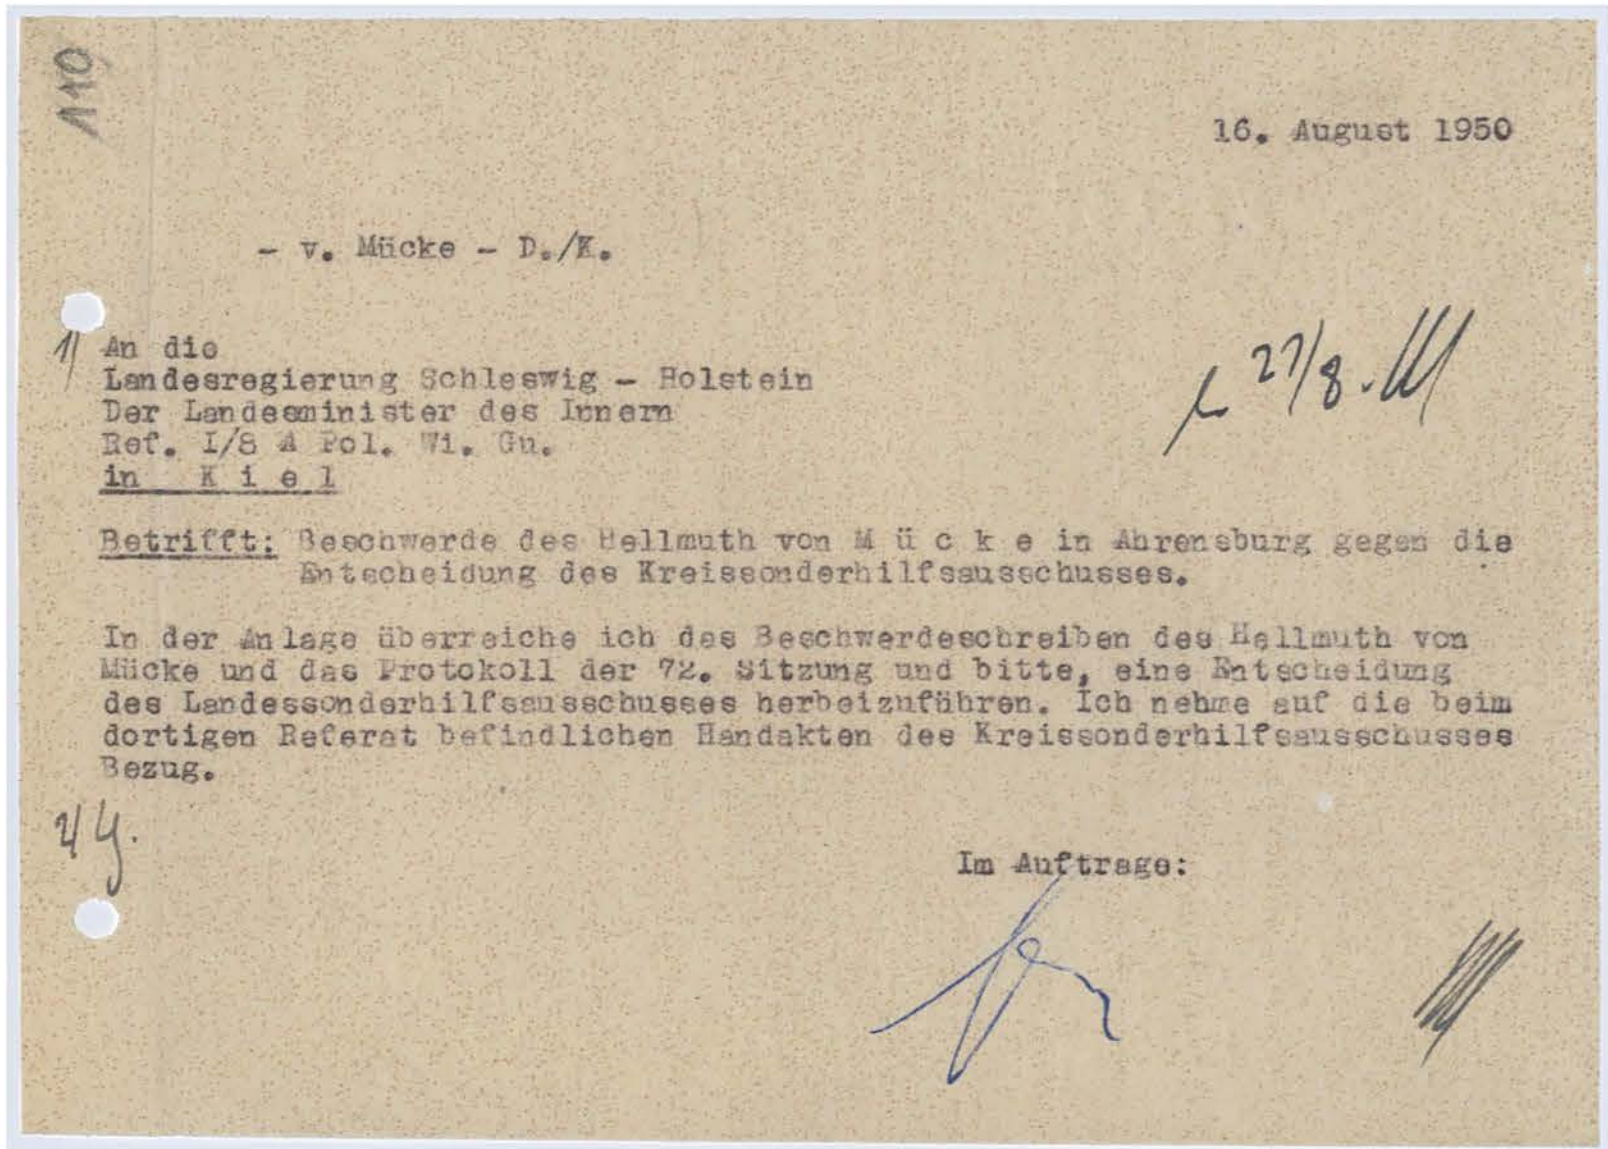 110
16. August 1950
- v. Mücke - D./K.
1/ An die
Landesregierung Schleswig - Holstein
Der Landesminister des Innern
Ref. I/8 A Pol. Wi. Gu.
in K i e l
27/8.
Betrifft: Beschwerde des Hellmuth von M ü c k e in Ahrensburg gegen die
Entscheidung des Kreissonderhilfsausschusses.
In der Anlage überreiche ich das Beschwerdeschreiben des Hellmuth von
Mücke und das Protokoll der 72. Sitzung und bitte, eine Entscheidung
des Landessonderhilfsausschusses herbeizuführen. Ich nehme auf die beim
dortigen Referat befindlichen Handakten des Kreissonderhilfsausschusses
Bezug.
Im Auftrage: